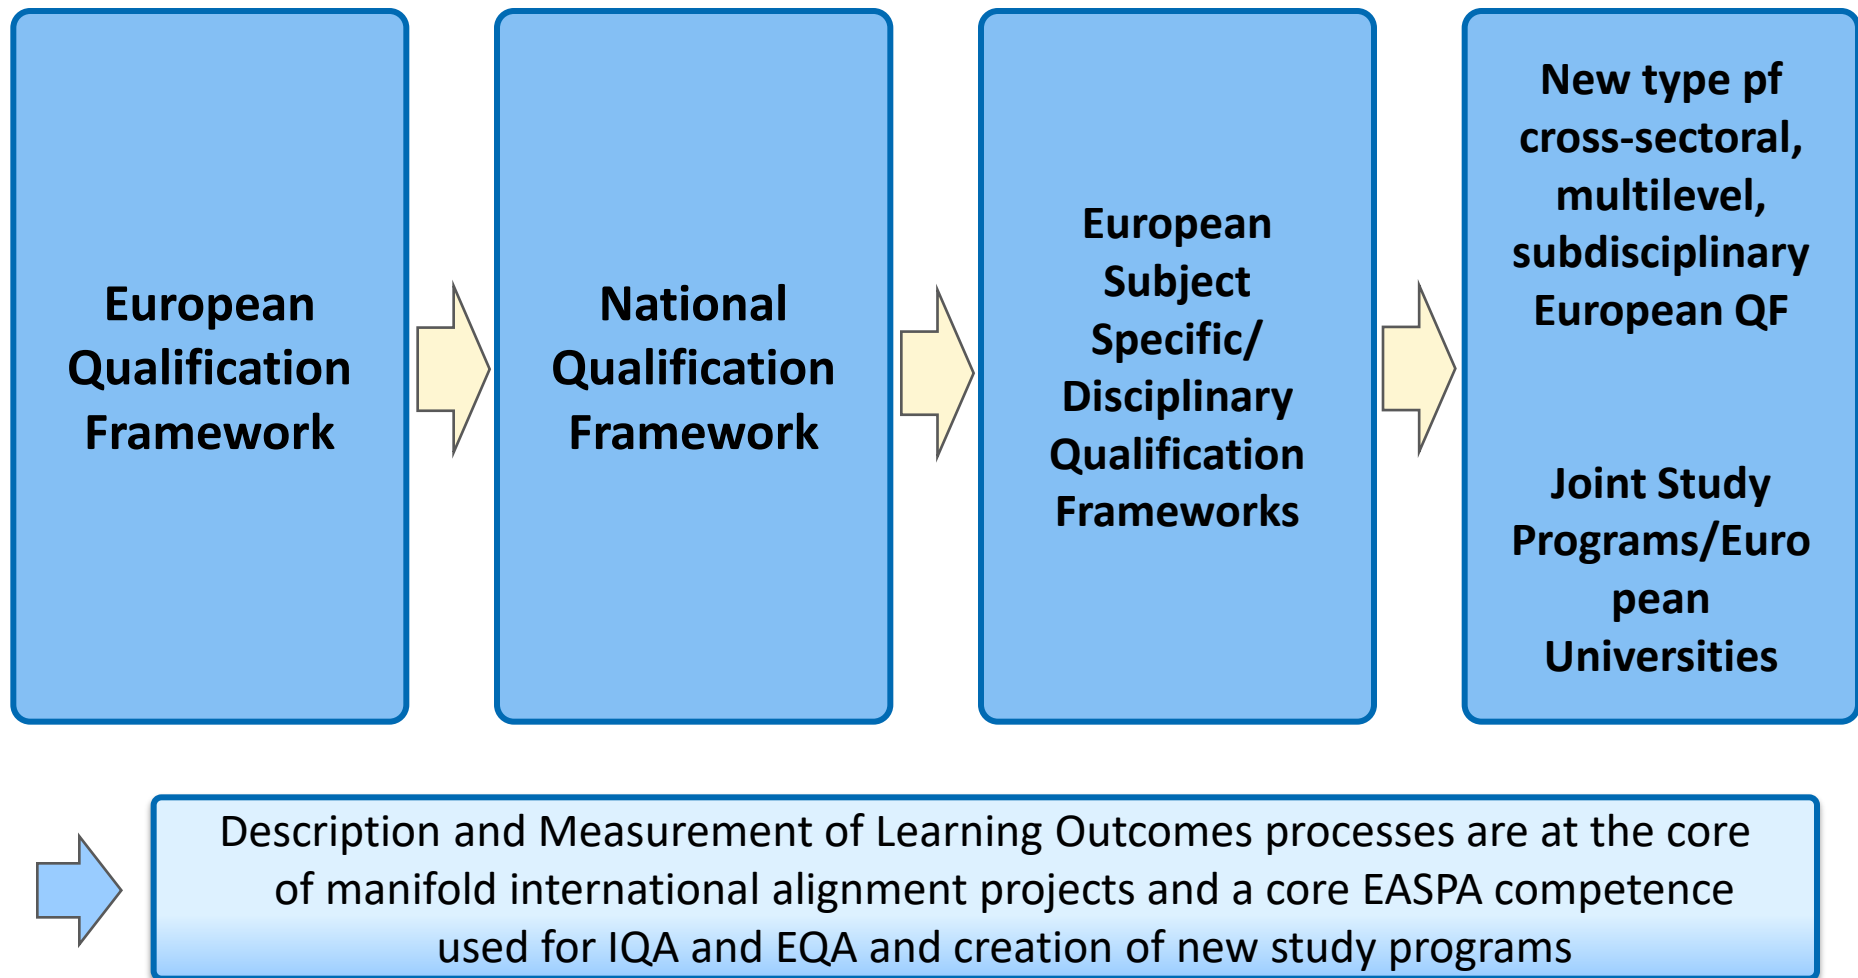 European
Qualification
Framework
National
Qualification
Framework
European
Subject
Specific/
Disciplinary
Qualification
Frameworks
New type pf
cross-sectoral,
multilevel,
subdisciplinary
European QF
Joint Study
Programs/Euro
pean
Universities
Description and Measurement of Learning Outcomes processes are at the core
of manifold international alignment projects and a core EASPA competence
used for IQA and EQA and creation of new study programs